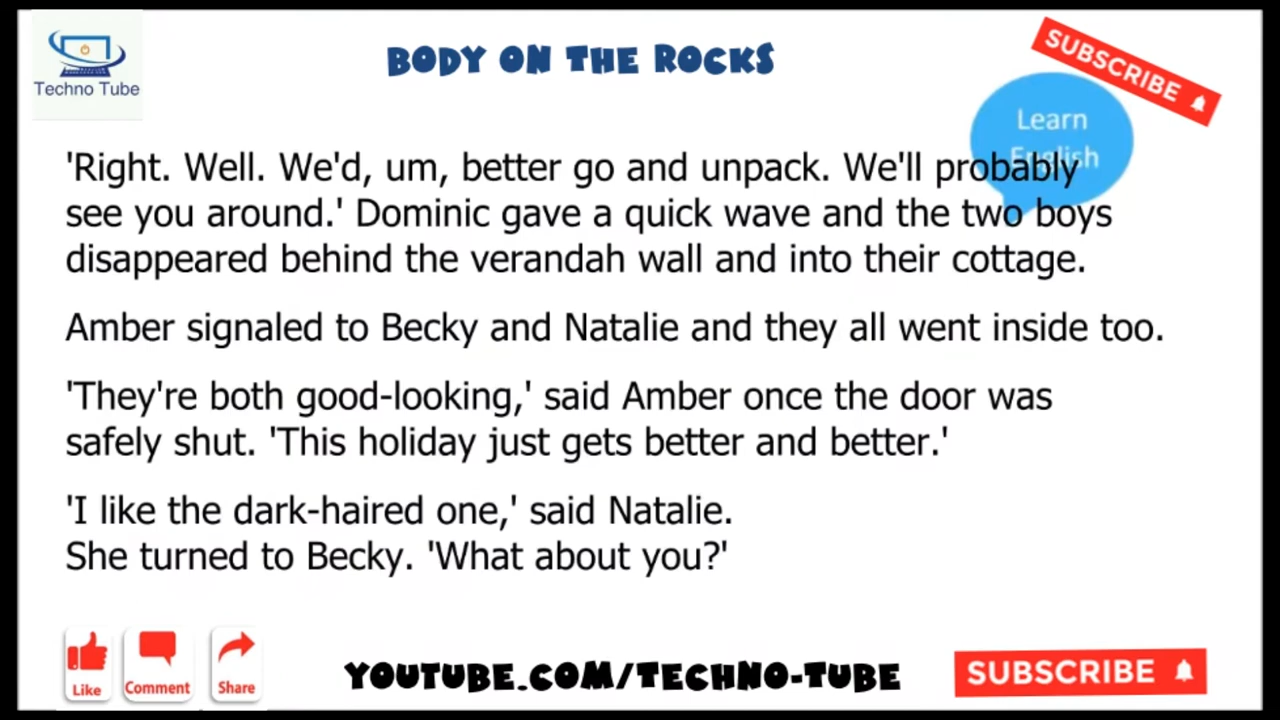 Techno Tube
BODY ON THE ROCKS
SUBSCRIBE
Learn
English
'Right. Well. We'd, um, better go and unpack. We'll probably
see you around.' Dominic gave a quick wave and the two boys
disappeared behind the verandah wall and into their cottage.
Amber signaled to Becky and Natalie and they all went inside too.
'They're both good-looking,' said Amber once the door was
safely shut. 'This holiday just gets better and better.'
'I like the dark-haired one,' said Natalie.
She turned to Becky. 'What about you?'
Like
Comment
Share
YOUTUBE.COM/TECHNO-TUBE
SUBSCRIBE